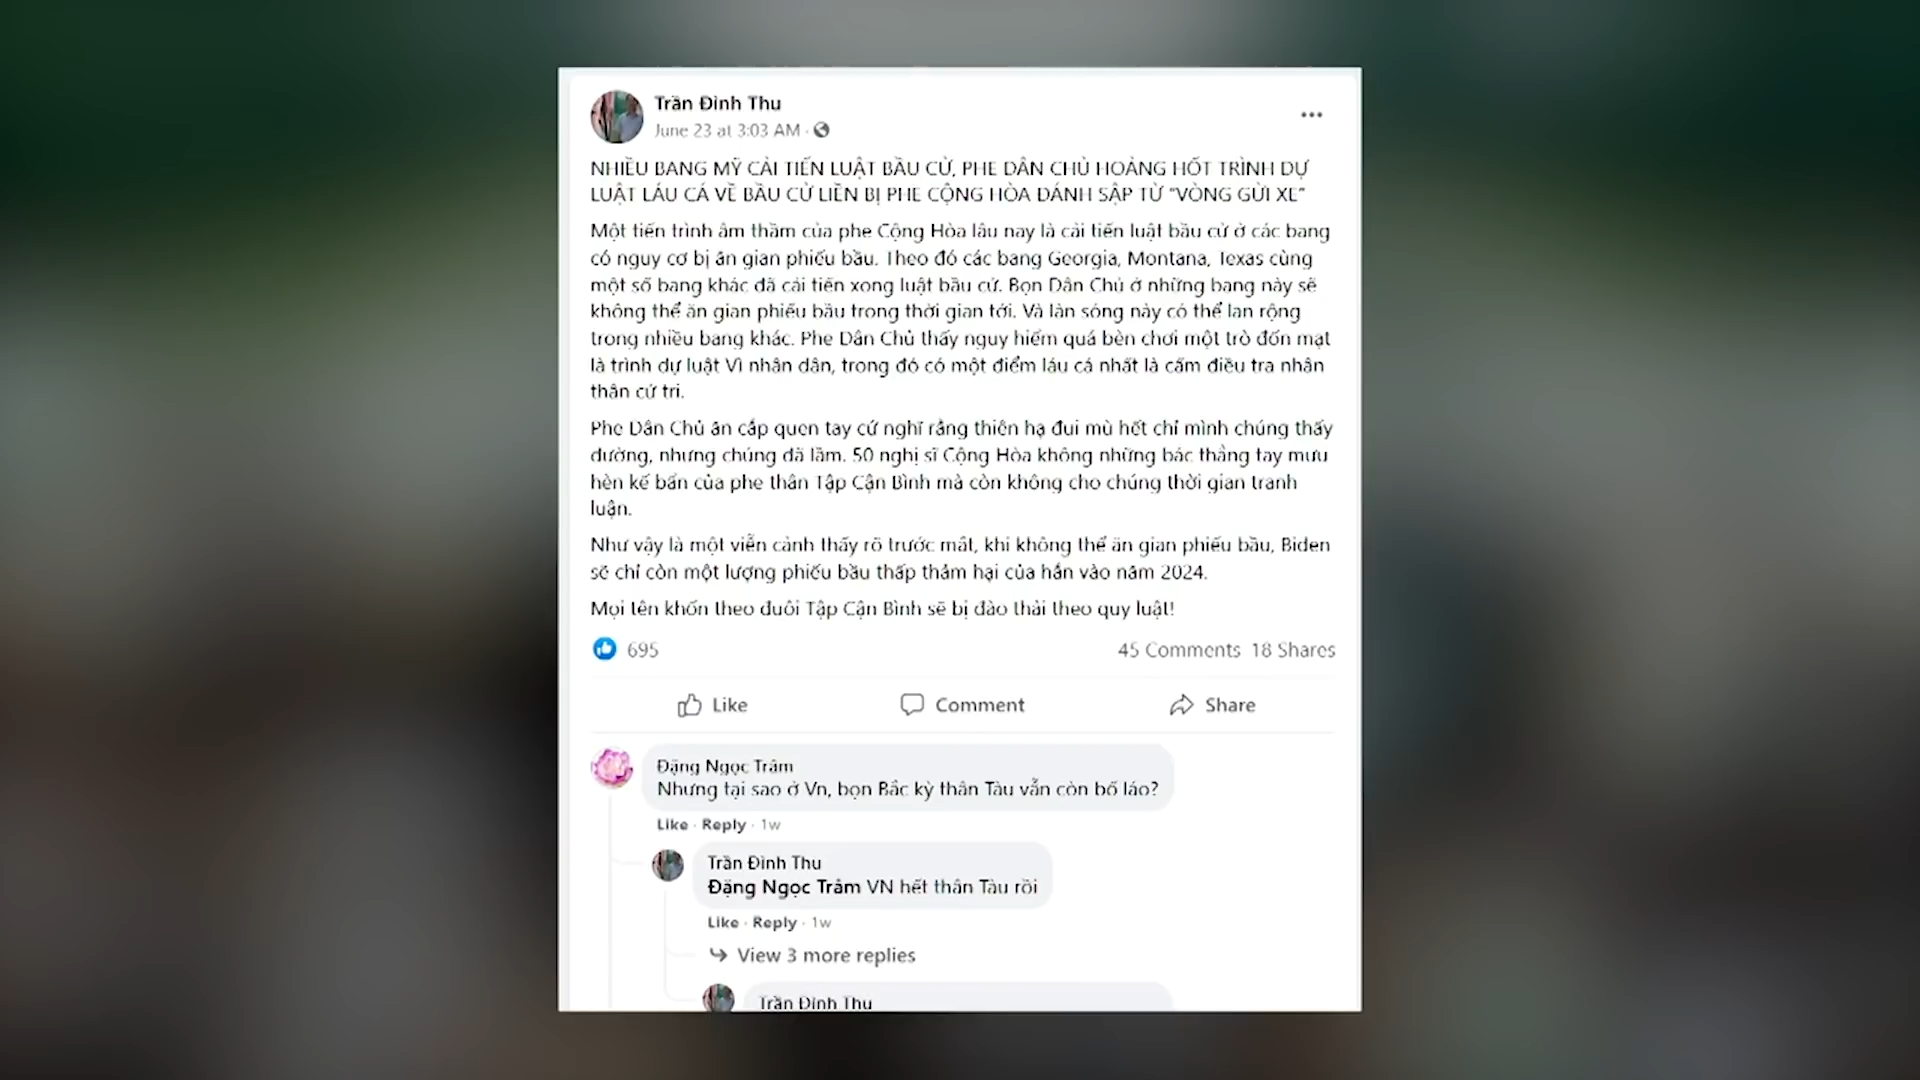 Trần Đình Thu
June 23 at 3:03 AM ·
NHIỀU BANG MỸ CẢI TIẾN LUẬT BẦU CỬ, PHE DÂN CHỦ HOẢNG HỐT TRÌNH DỰ
LUẬT LÁU CÁ VỀ BẦU CỬ LIỀN BỊ PHE CỘNG HÒA ĐÁNH SẬP TỪ "VÒNG GỬI XE"
Một tiến trình âm thầm của phe Cộng Hòa lâu nay là cải tiến luật bầu cử ở các bang
có nguy cơ bị ăn gian phiếu bầu. Theo đó các bang Georgia, Montana, Texas cùng
một số bang khác đã cải tiến xong luật bầu cử. Bọn Dân Chủ ở những bang này sẽ
không thể ăn gian phiếu bầu trong thời gian tới. Và làn sóng này có thể lan rộng
trong nhiều bang khác. Phe Dân Chủ thấy nguy hiểm quá bèn chơi một trò đốn mạt
là trình dự luật Vì nhân dân, trong đó có một điểm láu cá nhất là cấm điều tra nhân
thân cử tri.
Phe Dân Chủ ăn cắp quen tay cứ nghĩ rằng thiên hạ đui mù hết chỉ mình chúng thấy
đường, nhưng chúng đã lầm. 50 nghị sĩ Cộng Hòa không những bác thẳng tay mưu
hèn kế bẩn của phe thân Tập Cận Bình mà còn không cho chúng thời gian tranh
luận.
Như vậy là một viễn cảnh thấy rõ trước mắt, khi không thể ăn gian phiếu bầu, Biden
sẽ chỉ còn một lượng phiếu bầu thấp thảm hại của hắn vào năm 2024.
Mọi tên khốn theo đuôi Tập Cận Bình sẽ bị đào thải theo quy luật!
695 45 Comments 18 Shares
Like Comment Share
Đặng Ngọc Trâm
Nhưng tại sao ở Vn, bọn Bắc kỳ thân Tàu vẫn còn bố láo?
Like · Reply · 1w
Trần Đình Thu
Đặng Ngọc Trâm VN hết thân Tàu rồi
Like · Reply · 1w
View 3 more replies
Trần Đình Thu